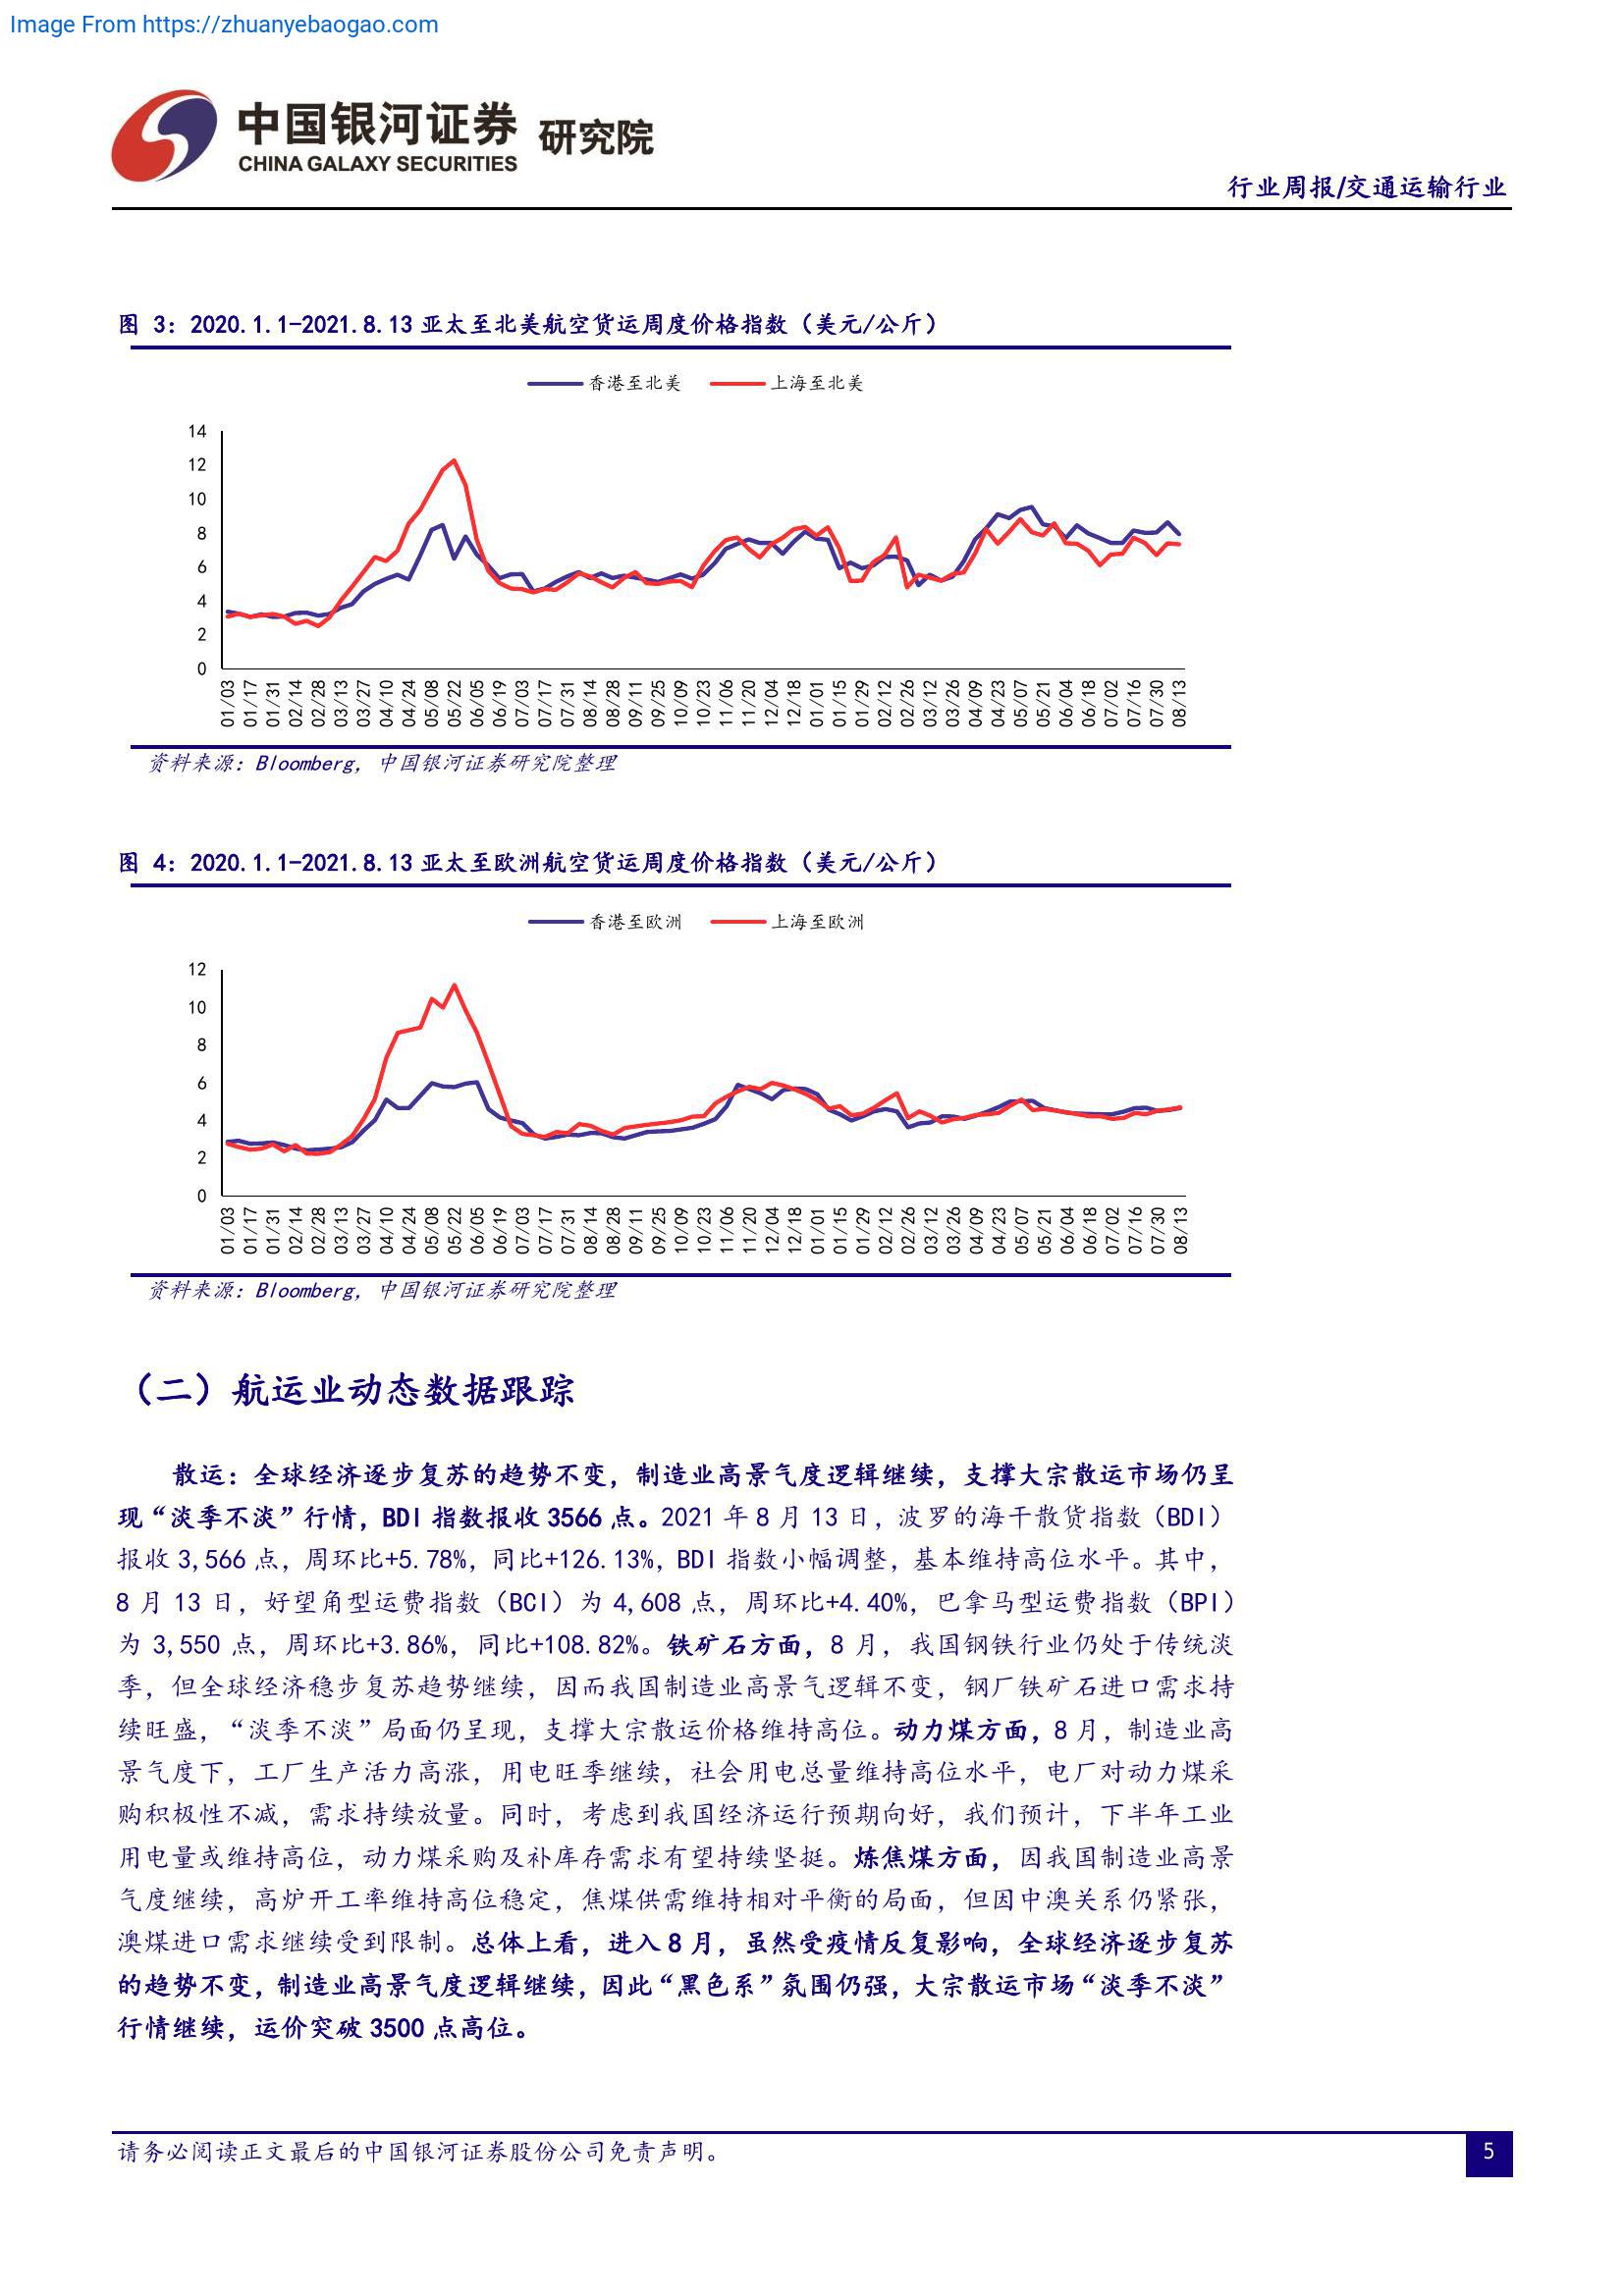 Image From https://zhuanyebaogao.com
中国银河证券 研究院
CHINA GALAXY SECURITIES
行业周报/交通运输行业
图 3：2020.1.1-2021.8.13 亚太至北美航空货运周度价格指数（美元/公斤）
香港至北美 上海至北美
14
12
10
8
6
4
2
0
01/03 01/17 01/31 02/14 02/28 03/13 03/27 04/10 04/24 05/08 05/22 06/05 06/19 07/03 07/17 07/31 08/14 08/28 09/11 09/25 10/09 10/23 11/06 11/20 12/04 12/18 01/01 01/15 01/29 02/12 02/26 03/12 03/26 04/09 04/23 05/07 05/21 06/04 06/18 07/02 07/16 07/30 08/13
资料来源：Bloomberg，中国银河证券研究院整理
图 4：2020.1.1-2021.8.13 亚太至欧洲航空货运周度价格指数（美元/公斤）
香港至欧洲 上海至欧洲
12
10
8
6
4
2
0
01/03 01/17 01/31 02/14 02/28 03/13 03/27 04/10 04/24 05/08 05/22 06/05 06/19 07/03 07/17 07/31 08/14 08/28 09/11 09/25 10/09 10/23 11/06 11/20 12/04 12/18 01/01 01/15 01/29 02/12 02/26 03/12 03/26 04/09 04/23 05/07 05/21 06/04 06/18 07/02 07/16 07/30 08/13
资料来源：Bloomberg，中国银河证券研究院整理
（二）航运业动态数据跟踪
散运：全球经济逐步复苏的趋势不变，制造业高景气度逻辑继续，支撑大宗散运市场仍呈
现“淡季不淡”行情，BDI 指数报收 3566 点。2021 年 8 月 13 日，波罗的海干散货指数（BDI）
报收 3,566 点，周环比+5.78%，同比+126.13%，BDI 指数小幅调整，基本维持高位水平。其中，
8 月 13 日，好望角型运费指数（BCI）为 4,608 点，周环比+4.40%，巴拿马型运费指数（BPI）
为 3,550 点，周环比+3.86%，同比+108.82%。铁矿石方面，8 月，我国钢铁行业仍处于传统淡
季，但全球经济稳步复苏趋势继续，因而我国制造业高景气逻辑不变，钢厂铁矿石进口需求持
续旺盛，“淡季不淡”局面仍呈现，支撑大宗散运价格维持高位。动力煤方面，8 月，制造业高
景气度下，工厂生产活力高涨，用电旺季继续，社会用电总量维持高位水平，电厂对动力煤采
购积极性不减，需求持续放量。同时，考虑到我国经济运行预期向好，我们预计，下半年工业
用电量或维持高位，动力煤采购及补库存需求有望持续坚挺。炼焦煤方面，因我国制造业高景
气度继续，高炉开工率维持高位稳定，焦煤供需维持相对平衡的局面，但因中澳关系仍紧张，
澳煤进口需求继续受到限制。总体上看，进入 8 月，虽然受疫情反复影响，全球经济逐步复苏
的趋势不变，制造业高景气度逻辑继续，因此“黑色系”氛围仍强，大宗散运市场“淡季不淡”
行情继续，运价突破 3500 点高位。
请务必阅读正文最后的中国银河证券股份公司免责声明。
5